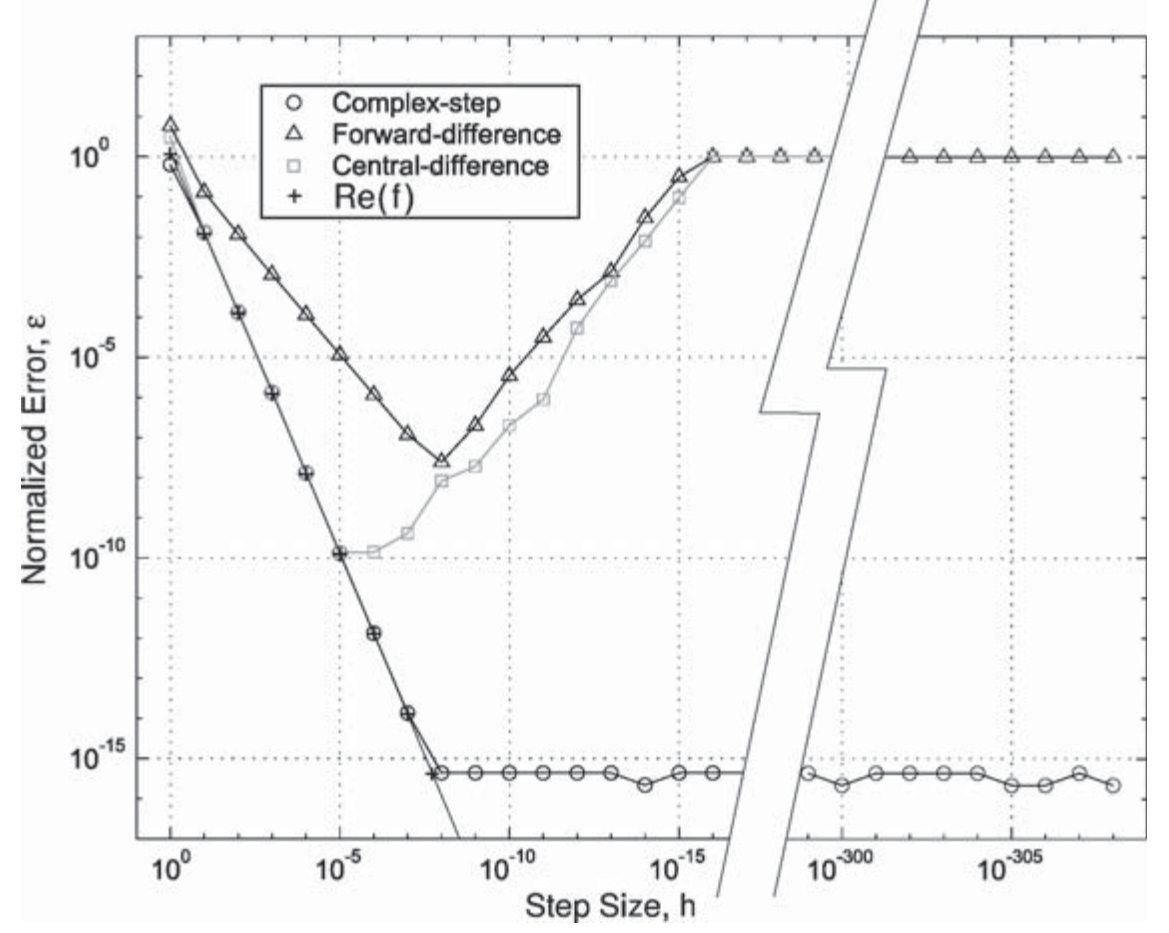 Complex-step
Forward-difference
Central-difference
Re(f)
10^0
10^-5
10^-10
10^-15
Normalized Error, ε
10^0 10^-5 10^-10 10^-15 10^-300 10^-305
Step Size, h